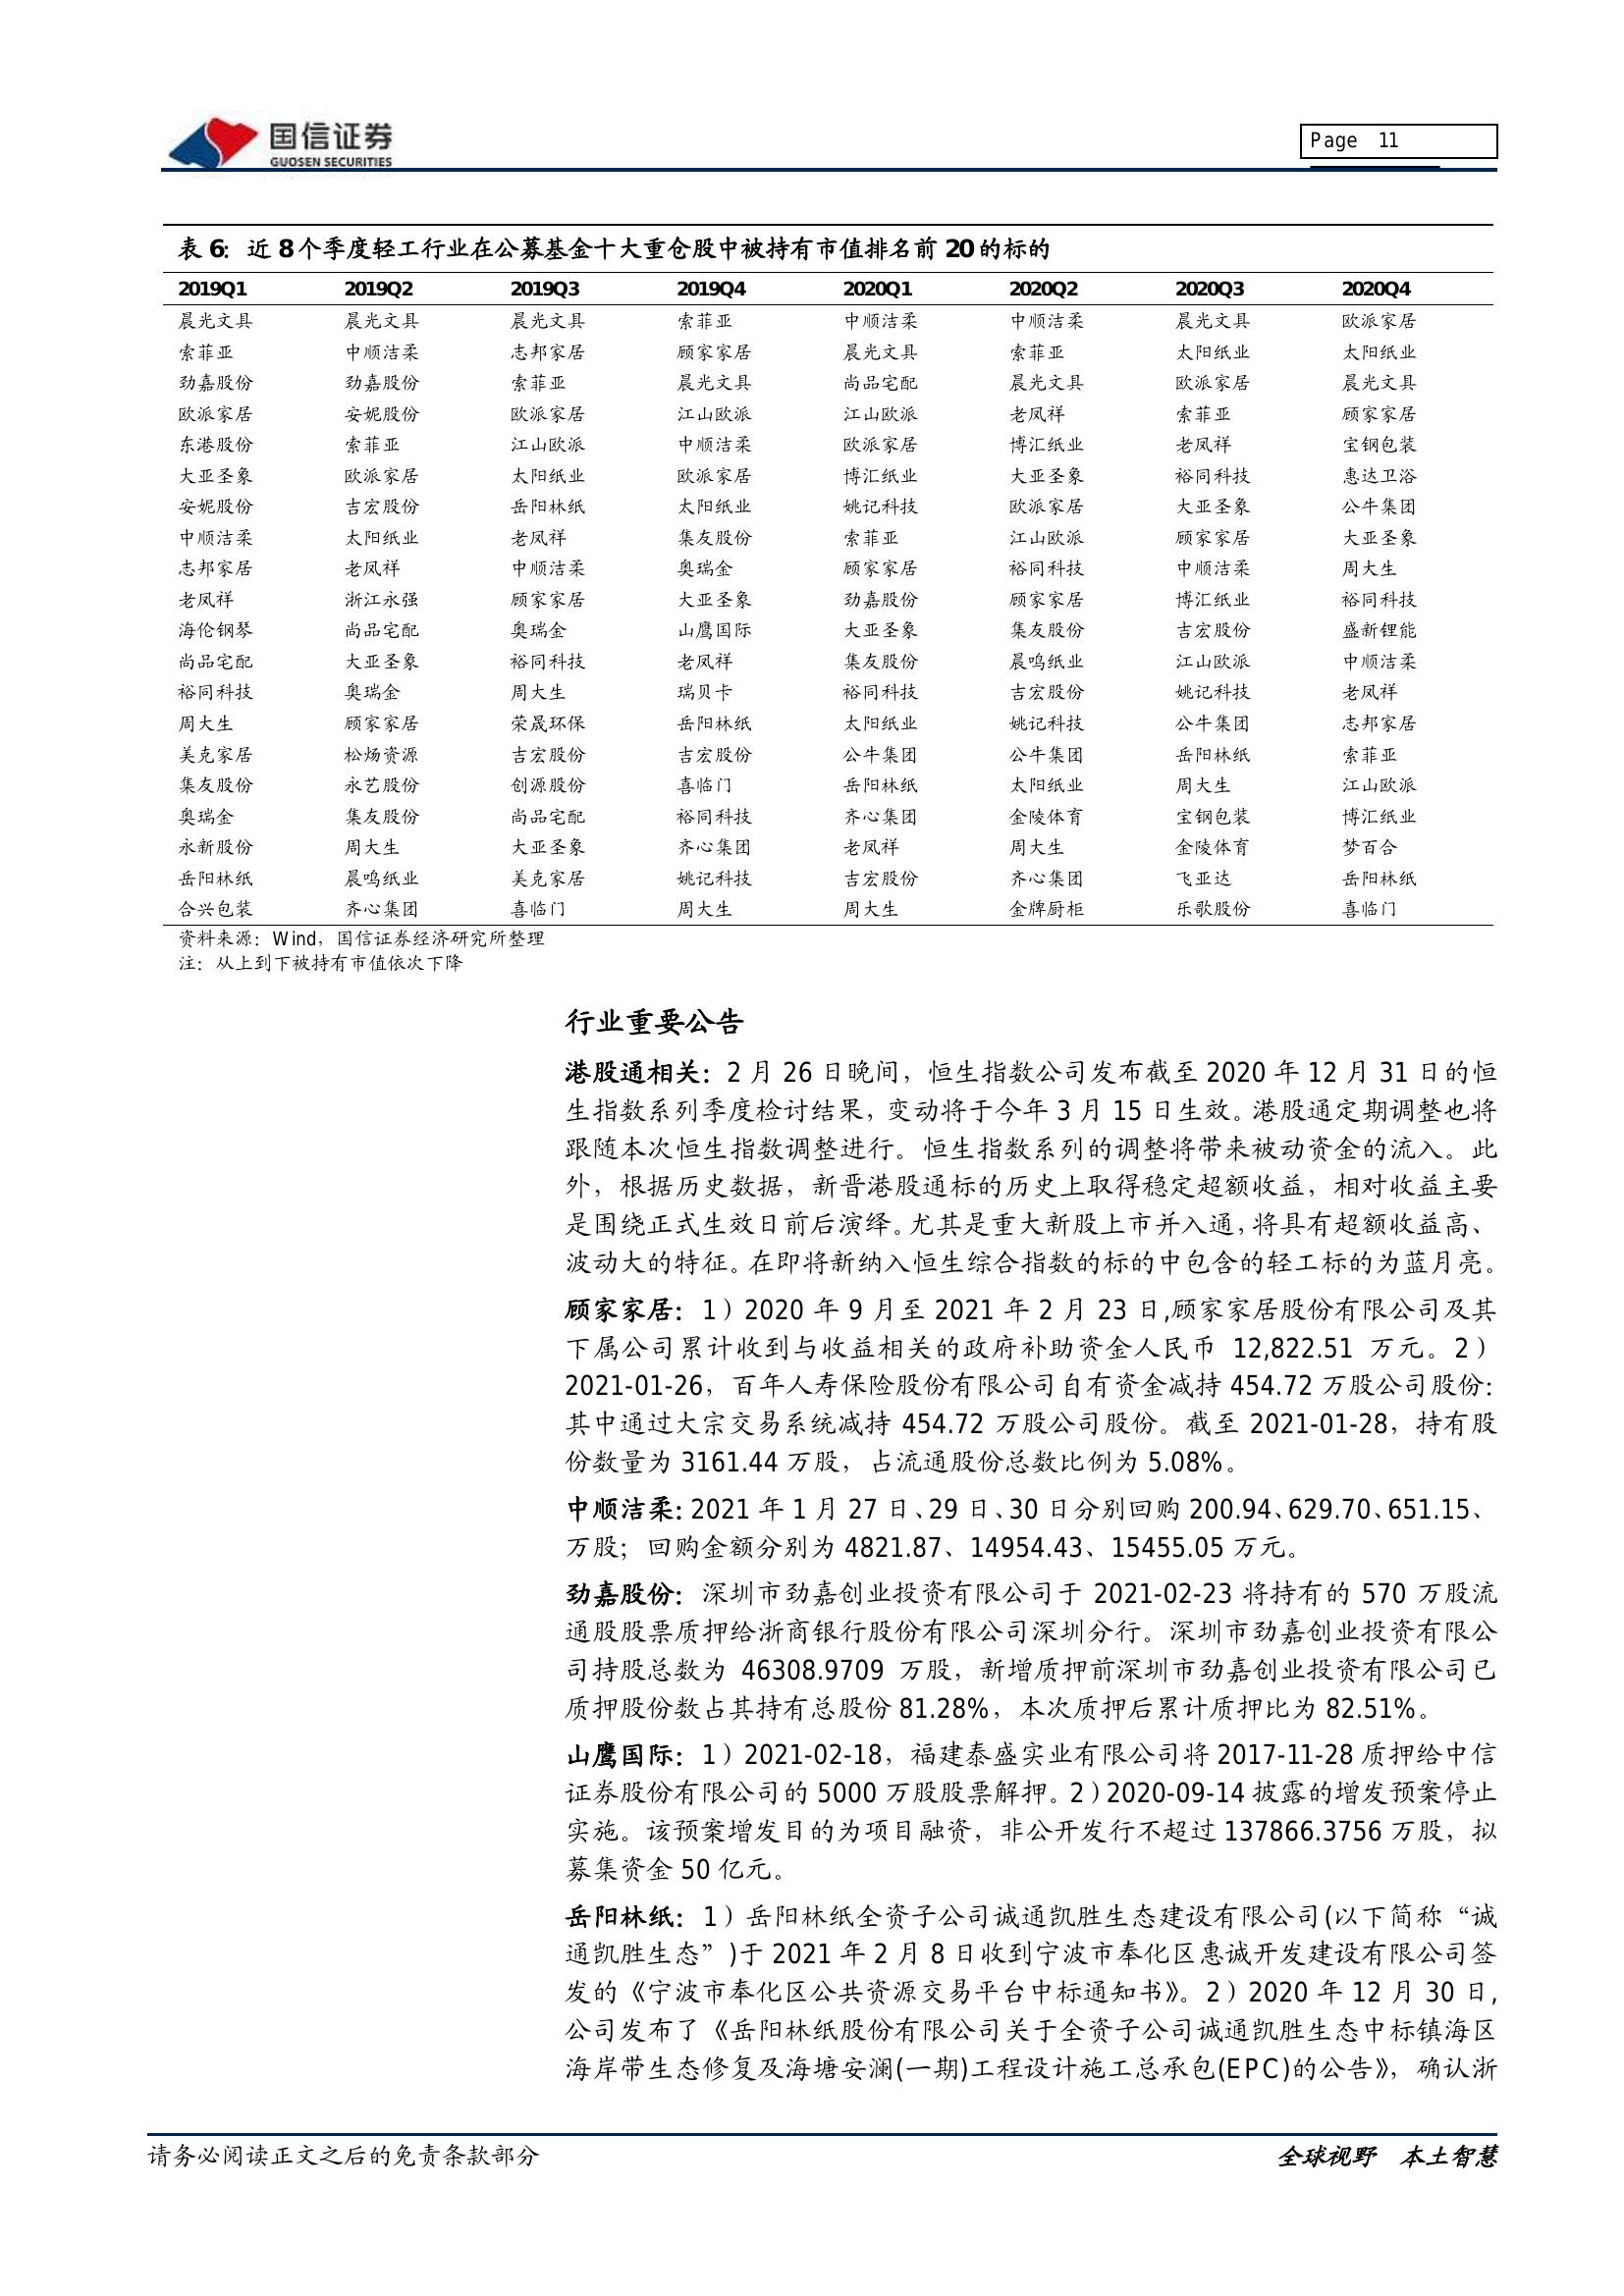 国信证券
GUOSEN SECURITIES
Page 11
表 6：近 8 个季度轻工行业在公募基金十大重仓股中被持有市值排名前 20 的标的
2019Q1 2019Q2 2019Q3 2019Q4 2020Q1 2020Q2 2020Q3 2020Q4
晨光文具 晨光文具 晨光文具 索菲亚 中顺洁柔 中顺洁柔 晨光文具 欧派家居
索菲亚 中顺洁柔 志邦家居 顾家家居 晨光文具 索菲亚 太阳纸业 太阳纸业
劲嘉股份 劲嘉股份 索菲亚 晨光文具 尚品宅配 晨光文具 欧派家居 晨光文具
欧派家居 安妮股份 欧派家居 江山欧派 江山欧派 老凤祥 索菲亚 顾家家居
东港股份 索菲亚 江山欧派 中顺洁柔 欧派家居 博汇纸业 老凤祥 宝钢包装
大亚圣象 欧派家居 太阳纸业 欧派家居 博汇纸业 大亚圣象 裕同科技 惠达卫浴
安妮股份 吉宏股份 岳阳林纸 太阳纸业 姚记科技 欧派家居 大亚圣象 公牛集团
中顺洁柔 太阳纸业 老凤祥 集友股份 索菲亚 江山欧派 顾家家居 大亚圣象
志邦家居 老凤祥 中顺洁柔 奥瑞金 顾家家居 裕同科技 中顺洁柔 周大生
老凤祥 浙江永强 顾家家居 大亚圣象 劲嘉股份 顾家家居 博汇纸业 裕同科技
海伦钢琴 尚品宅配 奥瑞金 山鹰国际 大亚圣象 集友股份 吉宏股份 盛新锂能
尚品宅配 大亚圣象 裕同科技 老凤祥 集友股份 晨鸣纸业 江山欧派 中顺洁柔
裕同科技 奥瑞金 周大生 瑞贝卡 裕同科技 吉宏股份 姚记科技 老凤祥
周大生 顾家家居 荣晟环保 岳阳林纸 太阳纸业 姚记科技 公牛集团 志邦家居
美克家居 松炀资源 吉宏股份 吉宏股份 公牛集团 公牛集团 岳阳林纸 索菲亚
集友股份 永艺股份 创源股份 喜临门 岳阳林纸 太阳纸业 周大生 江山欧派
奥瑞金 集友股份 尚品宅配 裕同科技 齐心集团 金陵体育 宝钢包装 博汇纸业
永新股份 周大生 大亚圣象 齐心集团 老凤祥 周大生 金陵体育 梦百合
岳阳林纸 晨鸣纸业 美克家居 姚记科技 吉宏股份 齐心集团 飞亚达 岳阳林纸
合兴包装 齐心集团 喜临门 周大生 周大生 金牌厨柜 乐歌股份 喜临门
资料来源：Wind，国信证券经济研究所整理
注：从上到下被持有市值依次下降
行业重要公告
港股通相关：2 月 26 日晚间，恒生指数公司发布截至 2020 年 12 月 31 日的恒
生指数系列季度检讨结果，变动将于今年 3 月 15 日生效。港股通定期调整也将
跟随本次恒生指数调整进行。恒生指数系列的调整将带来被动资金的流入。此
外，根据历史数据，新晋港股通标的历史上取得稳定超额收益，相对收益主要
是围绕正式生效日前后演绎。尤其是重大新股上市并入通，将具有超额收益高、
波动大的特征。在即将新纳入恒生综合指数的标的中包含的轻工标的为蓝月亮。
顾家家居：1）2020 年 9 月至 2021 年 2 月 23 日,顾家家居股份有限公司及其
下属公司累计收到与收益相关的政府补助资金人民币 12,822.51 万元。2）
2021-01-26，百年人寿保险股份有限公司自有资金减持 454.72 万股公司股份：
其中通过大宗交易系统减持 454.72 万股公司股份。截至 2021-01-28，持有股
份数量为 3161.44 万股，占流通股份总数比例为 5.08%。
中顺洁柔：2021 年 1 月 27 日、29 日、30 日分别回购 200.94、629.70、651.15、
万股；回购金额分别为 4821.87、14954.43、15455.05 万元。
劲嘉股份：深圳市劲嘉创业投资有限公司于 2021-02-23 将持有的 570 万股流
通股股票质押给浙商银行股份有限公司深圳分行。深圳市劲嘉创业投资有限公
司持股总数为 46308.9709 万股，新增质押前深圳市劲嘉创业投资有限公司已
质押股份数占其持有总股份 81.28%，本次质押后累计质押比为 82.51%。
山鹰国际：1）2021-02-18，福建泰盛实业有限公司将 2017-11-28 质押给中信
证券股份有限公司的 5000 万股股票解押。2）2020-09-14 披露的增发预案停止
实施。该预案增发目的为项目融资，非公开发行不超过 137866.3756 万股，拟
募集资金 50 亿元。
岳阳林纸：1）岳阳林纸全资子公司诚通凯胜生态建设有限公司(以下简称“诚
通凯胜生态”)于 2021 年 2 月 8 日收到宁波市奉化区惠诚开发建设有限公司签
发的《宁波市奉化区公共资源交易平台中标通知书》。2）2020 年 12 月 30 日,
公司发布了《岳阳林纸股份有限公司关于全资子公司诚通凯胜生态中标镇海区
海岸带生态修复及海塘安澜(一期)工程设计施工总承包(EPC)的公告》，确认浙
请务必阅读正文之后的免责条款部分
全球视野 本土智慧